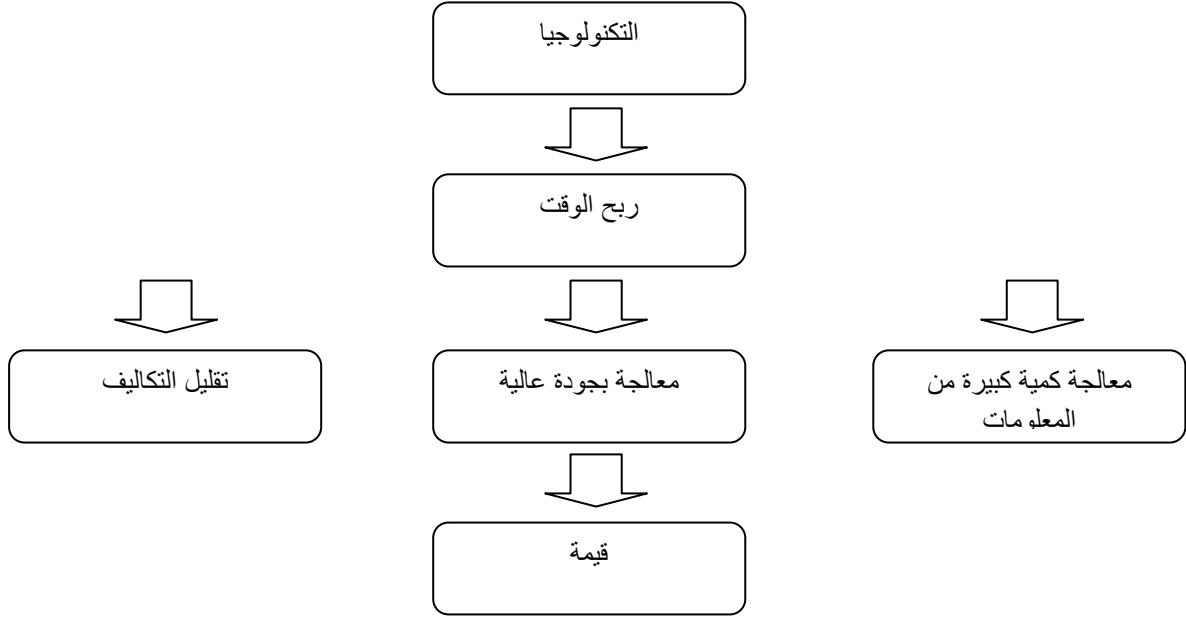 التكنولوجيا
ربح الوقت
معالجة كمية كبيرة من
المعلومات
معالجة بجودة عالية
تقليل التكاليف
قيمة